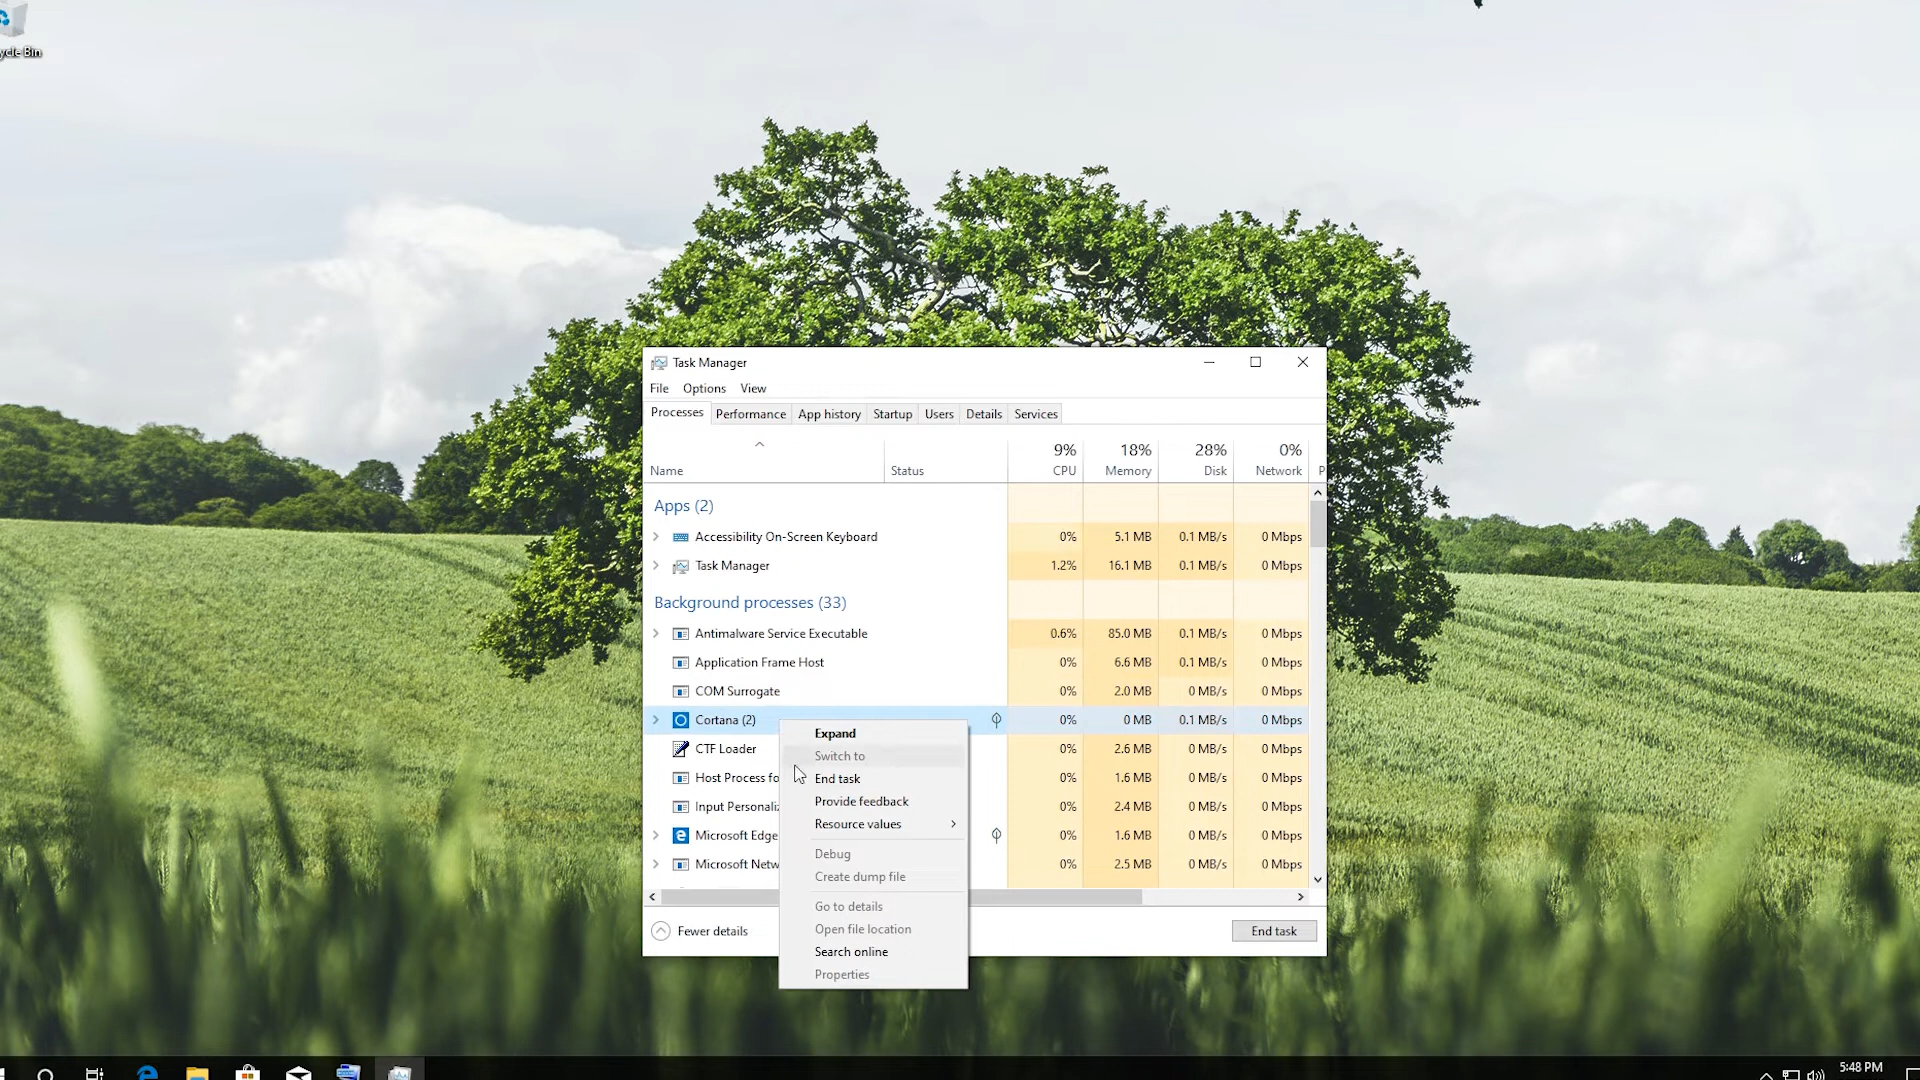 ycle Bin
Task Manager
File Options View
Processes Performance App history Startup Users Details Services
9% 18% 28% 0%
Name Status CPU Memory Disk Network P
Apps (2)
Accessibility On-Screen Keyboard 0% 5.1 MB 0.1 MB/s 0 Mbps
Task Manager 1.2% 16.1 MB 0.1 MB/s 0 Mbps
Background processes (33)
Antimalware Service Executable 0.6% 85.0 MB 0.1 MB/s 0 Mbps
Application Frame Host 0% 6.6 MB 0.1 MB/s 0 Mbps
COM Surrogate 0% 2.0 MB 0 MB/s 0 Mbps
Cortana (2) 0% 0 MB 0.1 MB/s 0 Mbps
CTF Loader 0% 2.6 MB 0 MB/s 0 Mbps
Host Process fo 0% 1.6 MB 0 MB/s 0 Mbps
Input Personaliz 0% 2.4 MB 0 MB/s 0 Mbps
Microsoft Edge 0% 1.6 MB 0 MB/s 0 Mbps
Microsoft Netw 0% 2.5 MB 0 MB/s 0 Mbps
Expand
Switch to
End task
Provide feedback
Resource values
Debug
Create dump file
Go to details
Open file location
Search online
Properties
Fewer details End task
5:48 PM